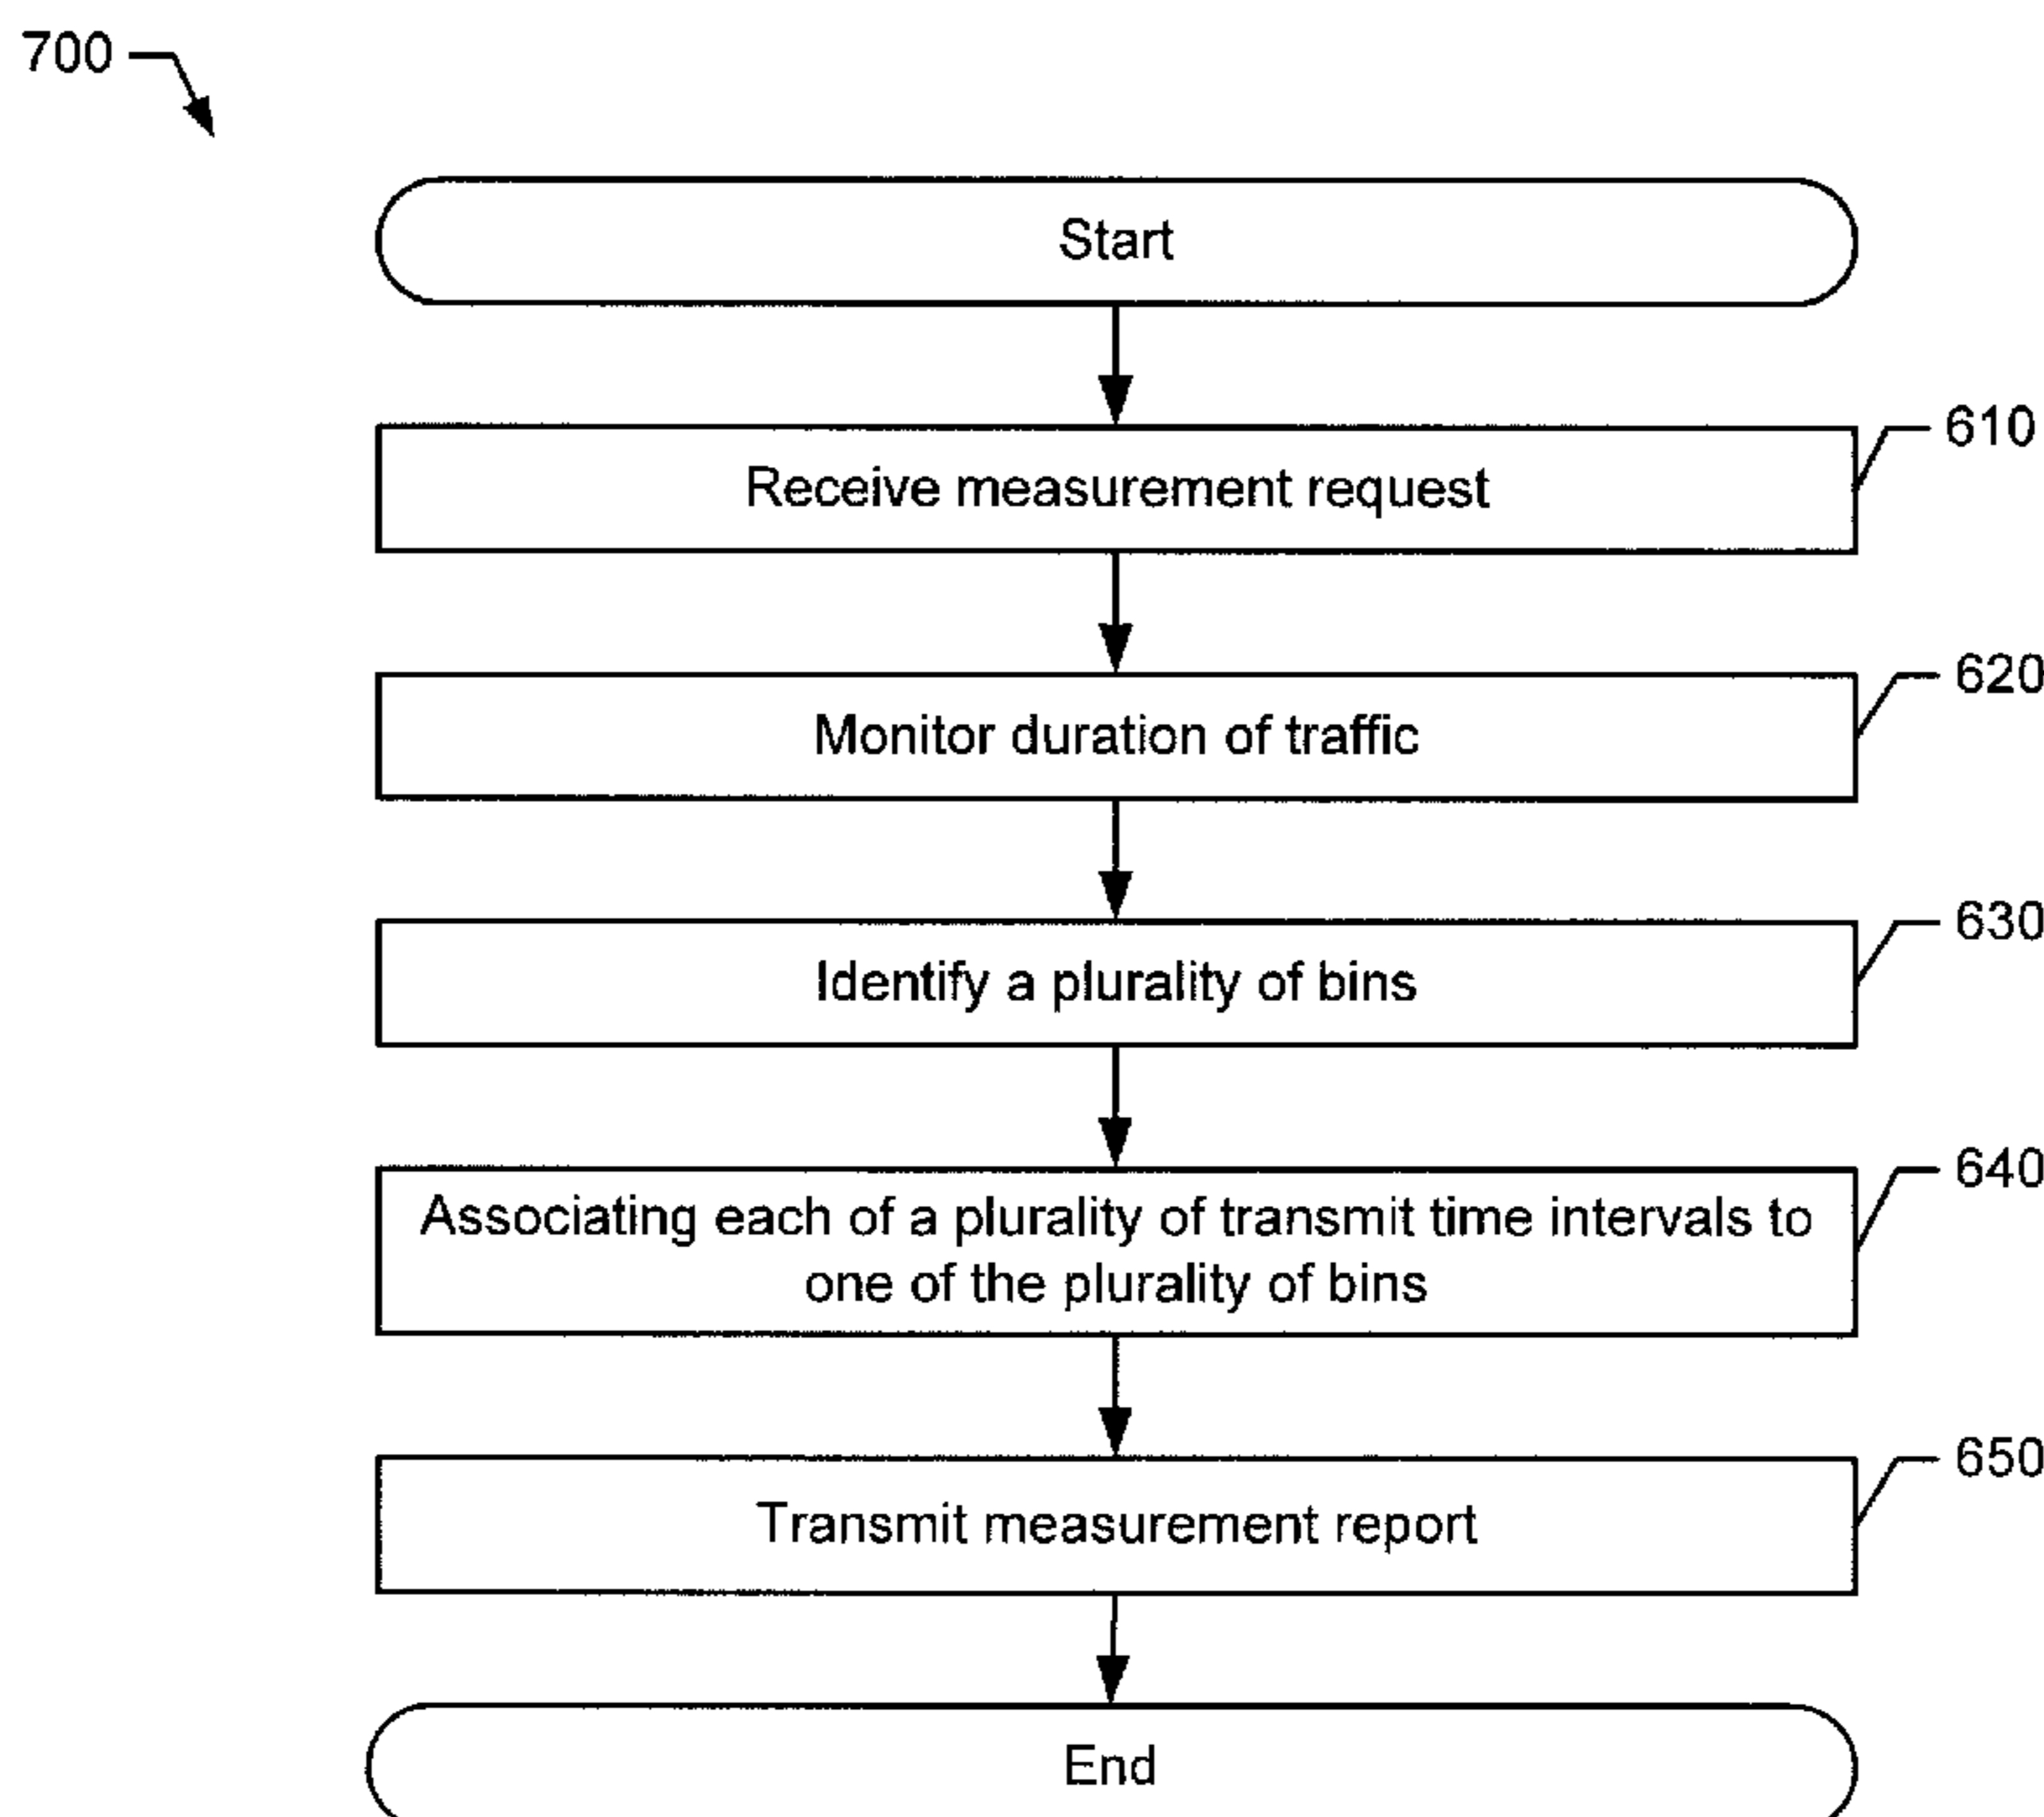 700
Start
Receive measurement request
610
Monitor duration of traffic
620
Identify a plurality of bins
630
Associating each of a plurality of transmit time intervals to
one of the plurality of bins
640
Transmit measurement report
650
End